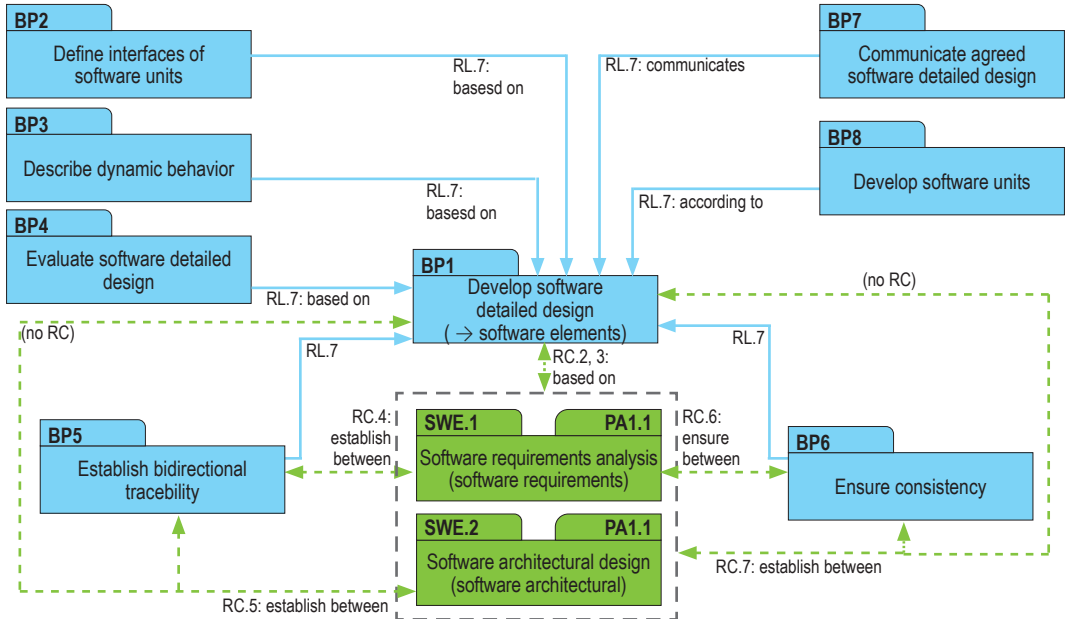 BP2
Define interfaces of
software units
BP7
Communicate agreed
software detailed design
RL.7:
basesd on
RL.7: communicates
BP3
Describe dynamic behavior
BP8
Develop software units
RL.7:
basesd on
RL.7: according to
BP4
Evaluate software detailed
design
RL.7: based on
BP1
Develop software
detailed design
( → software elements)
(no RC)
(no RC)
RL.7
RL.7
RC.2, 3:
based on
RC.4:
establish
between
SWE.1
PA1.1
Software requirements analysis
(software requirements)
RC.6:
ensure
between
BP5
Establish bidirectional
tracebility
BP6
Ensure consistency
SWE.2
PA1.1
Software architectural design
(software architectural)
RC.7: establish between
RC.5: establish between